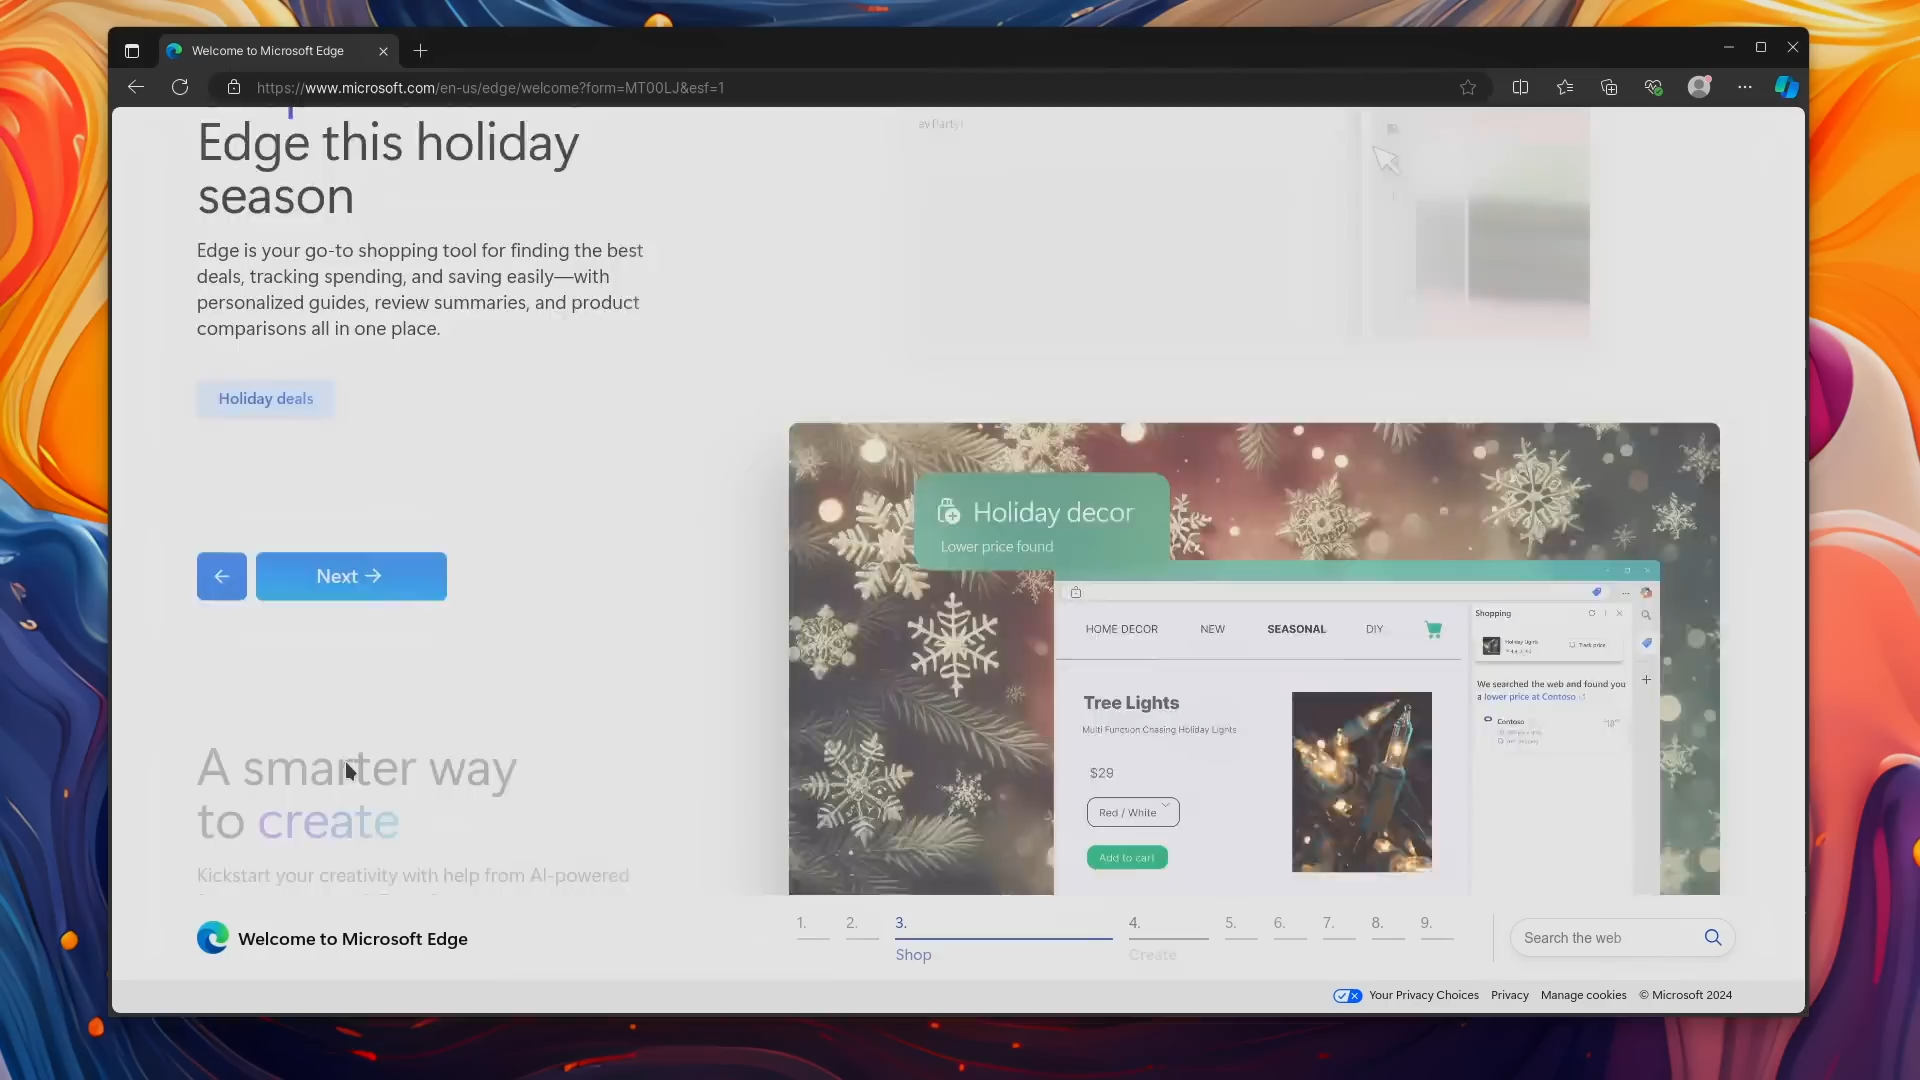 Welcome to Microsoft Edge
https://www.microsoft.com/en-us/edge/welcome?form=MT00LJ&esf=1
Edge this holiday
season
Edge is your go-to shopping tool for finding the best
deals, tracking spending, and saving easily—with
personalized guides, review summaries, and product
comparisons all in one place.
Holiday deals
Next
Holiday decor
Lower price found
HOME DECOR NEW SEASONAL DIY
Shopping
Holiday Lights
Track price
We searched the web and found you
a lower price at Contoso
Contoso
Tree Lights
Multi Function Chasing Holiday Lights
$29
Red / White
Add to cart
A smarter way
to create
Kickstart your creativity with help from AI-powered
Welcome to Microsoft Edge
1. 2. 3. 4. 5. 6. 7. 8. 9.
Shop Create
Search the web
Your Privacy Choices Privacy Manage cookies © Microsoft 2024